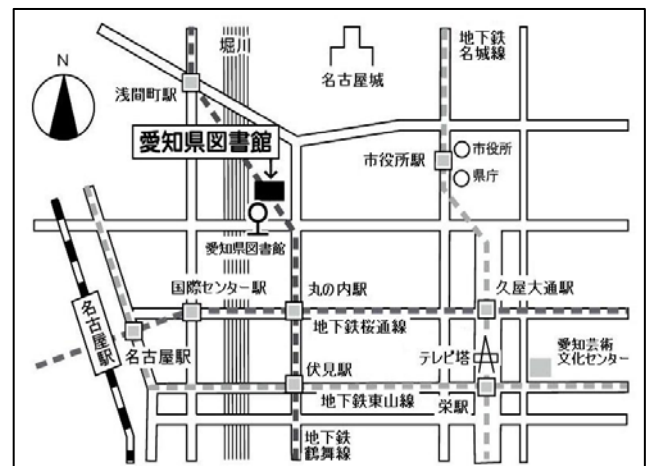 堀川
地下鉄
名城線
N
名古屋城
浅間町駅
愛知県図書館
市役所駅
市役所
県庁
愛知県図書館
国際センター駅
丸の内駅
久屋大通駅
名古屋駅
地下鉄桜通線
名古屋駅
テレビ塔
愛知芸術
文化センター
伏見駅
地下鉄東山線
栄駅
地下鉄
鶴舞線